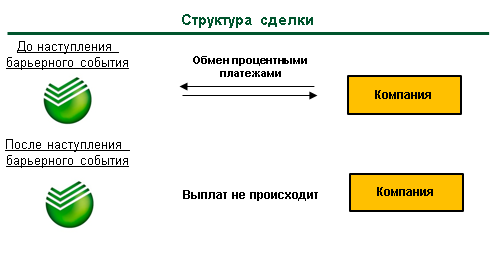 Структура сделки
До наступления
барьерного события
Обмен процентными
платежами
Компания
После наступления
барьерного события
Выплат не происходит
Компания